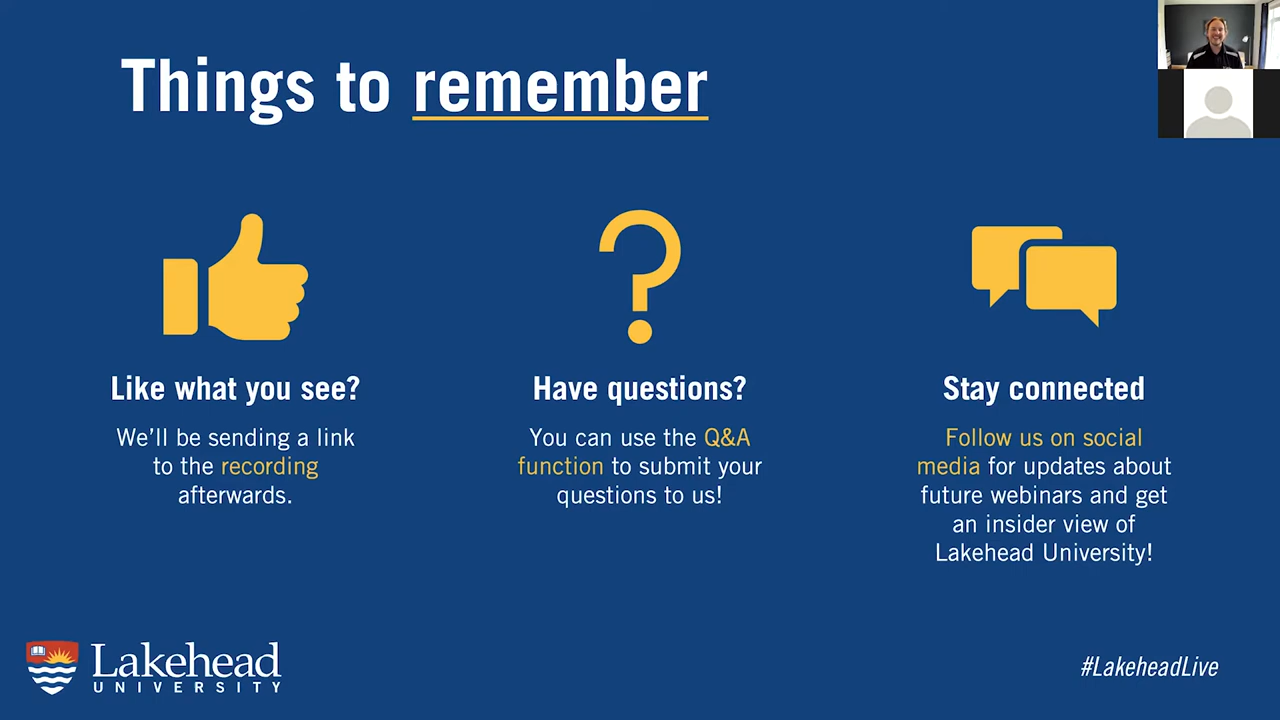 Things to remember
Like what you see?
We'll be sending a link
to the recording
afterwards.
Have questions?
You can use the Q&A
function to submit your
questions to us!
Stay connected
Follow us on social
media for updates about
future webinars and get
an insider view of
Lakehead University!
Lakehead
UNIVERSITY
#LakeheadLive